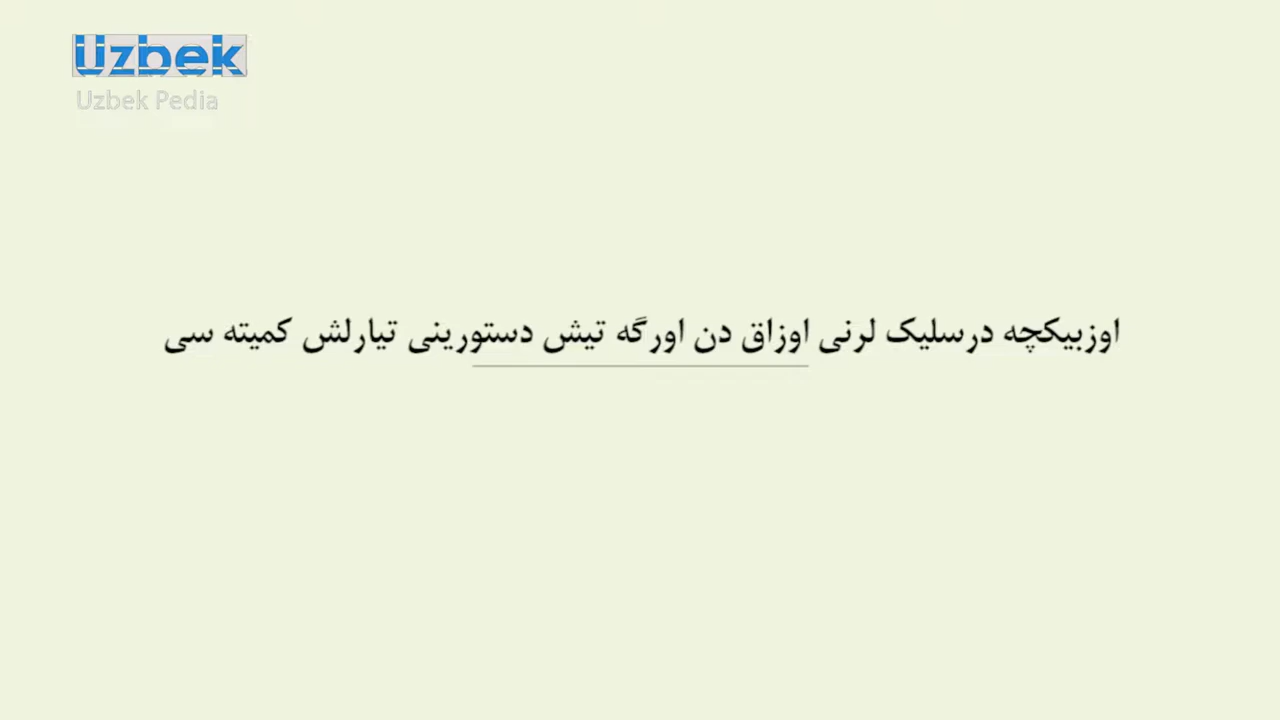 Uzbek
Uzbek Pedia
اوزبیکچه درسلیک لرنی اوزاق دن اورگه تیش دستورینی تیارلش کمیته سی